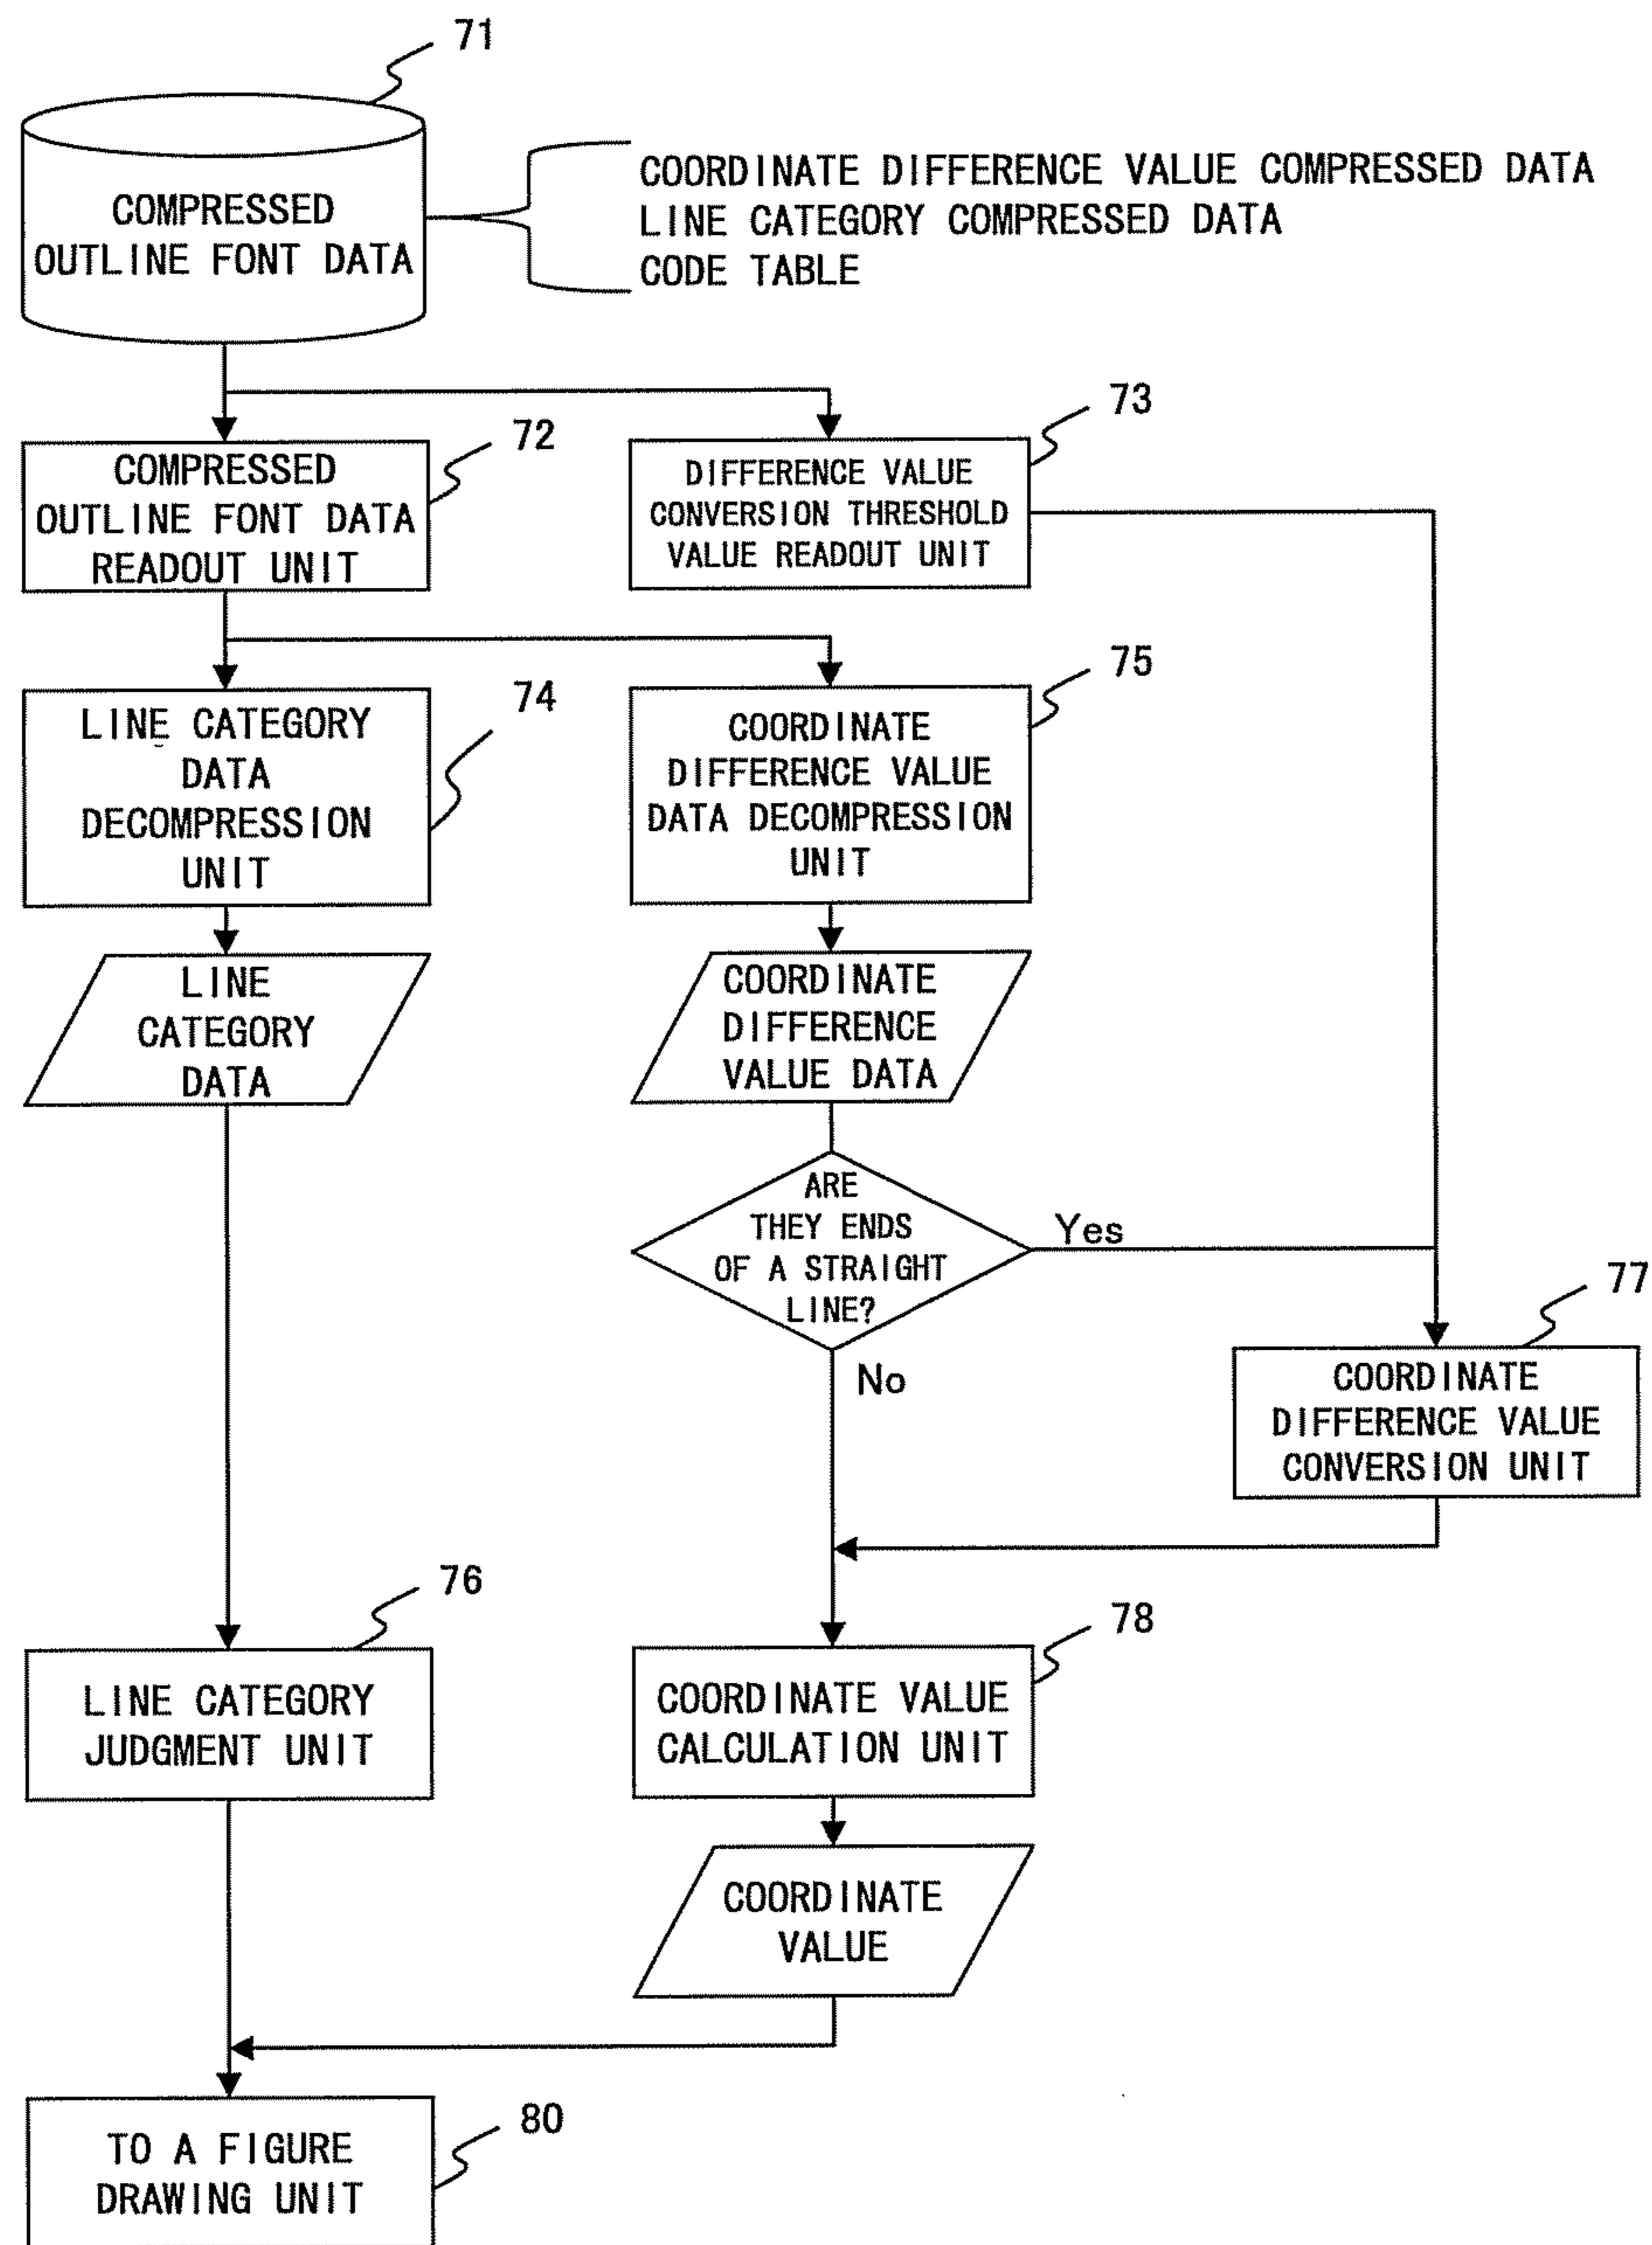 71
COMPRESSED
OUTLINE FONT DATA
COORDINATE DIFFERENCE VALUE COMPRESSED DATA
LINE CATEGORY COMPRESSED DATA
CODE TABLE
72
COMPRESSED
OUTLINE FONT DATA
READOUT UNIT
73
DIFFERENCE VALUE
CONVERSION THRESHOLD
VALUE READOUT UNIT
74
LINE CATEGORY
DATA
DECOMPRESSION
UNIT
75
COORDINATE
DIFFERENCE VALUE
DATA DECOMPRESSION
UNIT
LINE
CATEGORY
DATA
COORDINATE
DIFFERENCE
VALUE DATA
ARE
THEY ENDS
OF A STRAIGHT
LINE?
Yes
No
77
COORDINATE
DIFFERENCE VALUE
CONVERSION UNIT
76
LINE CATEGORY
JUDGMENT UNIT
78
COORDINATE VALUE
CALCULATION UNIT
COORDINATE
VALUE
80
TO A FIGURE
DRAWING UNIT